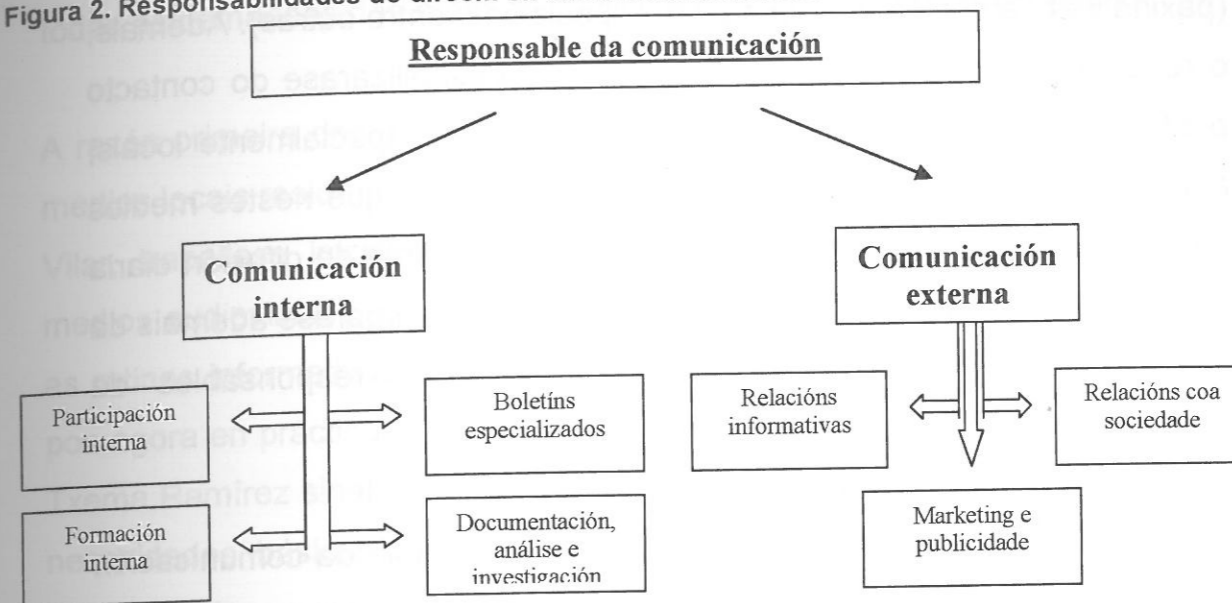 Figura 2. Responsabilidades do
Responsable da comunicación
Comunicación
interna
Comunicación
externa
Participación
interna
Boletíns
especializados
Relacións
informativas
Relacións coa
sociedade
Formación
interna
Documentación,
análise e
investigación
Marketing e
publicidade